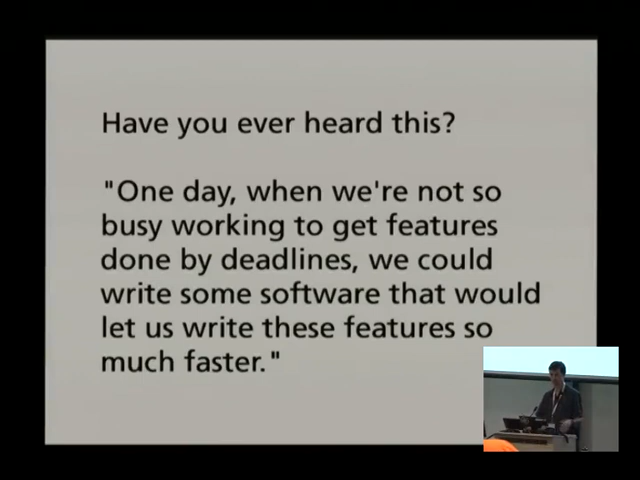 Have you ever heard this?
"One day, when we're not so
busy working to get features
done by deadlines, we could
write some software that would
let us write these features so
much faster."